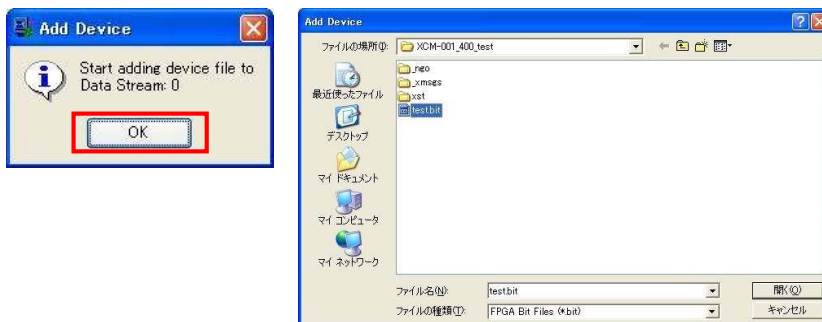 Add Device
Start adding device file to
Data Stream: 0
OK
Add Device
ファイルの場所(I):
XCM-001_400_test
_ngo
_xmsgs
xst
test.bit
最近使ったファイル
デスクトップ
マイ ドキュメント
マイ コンピュータ
マイ ネットワーク
ファイル名(N):
test.bit
開く(O)
ファイルの種類(T):
FPGA Bit Files (*.bit)
キャンセル